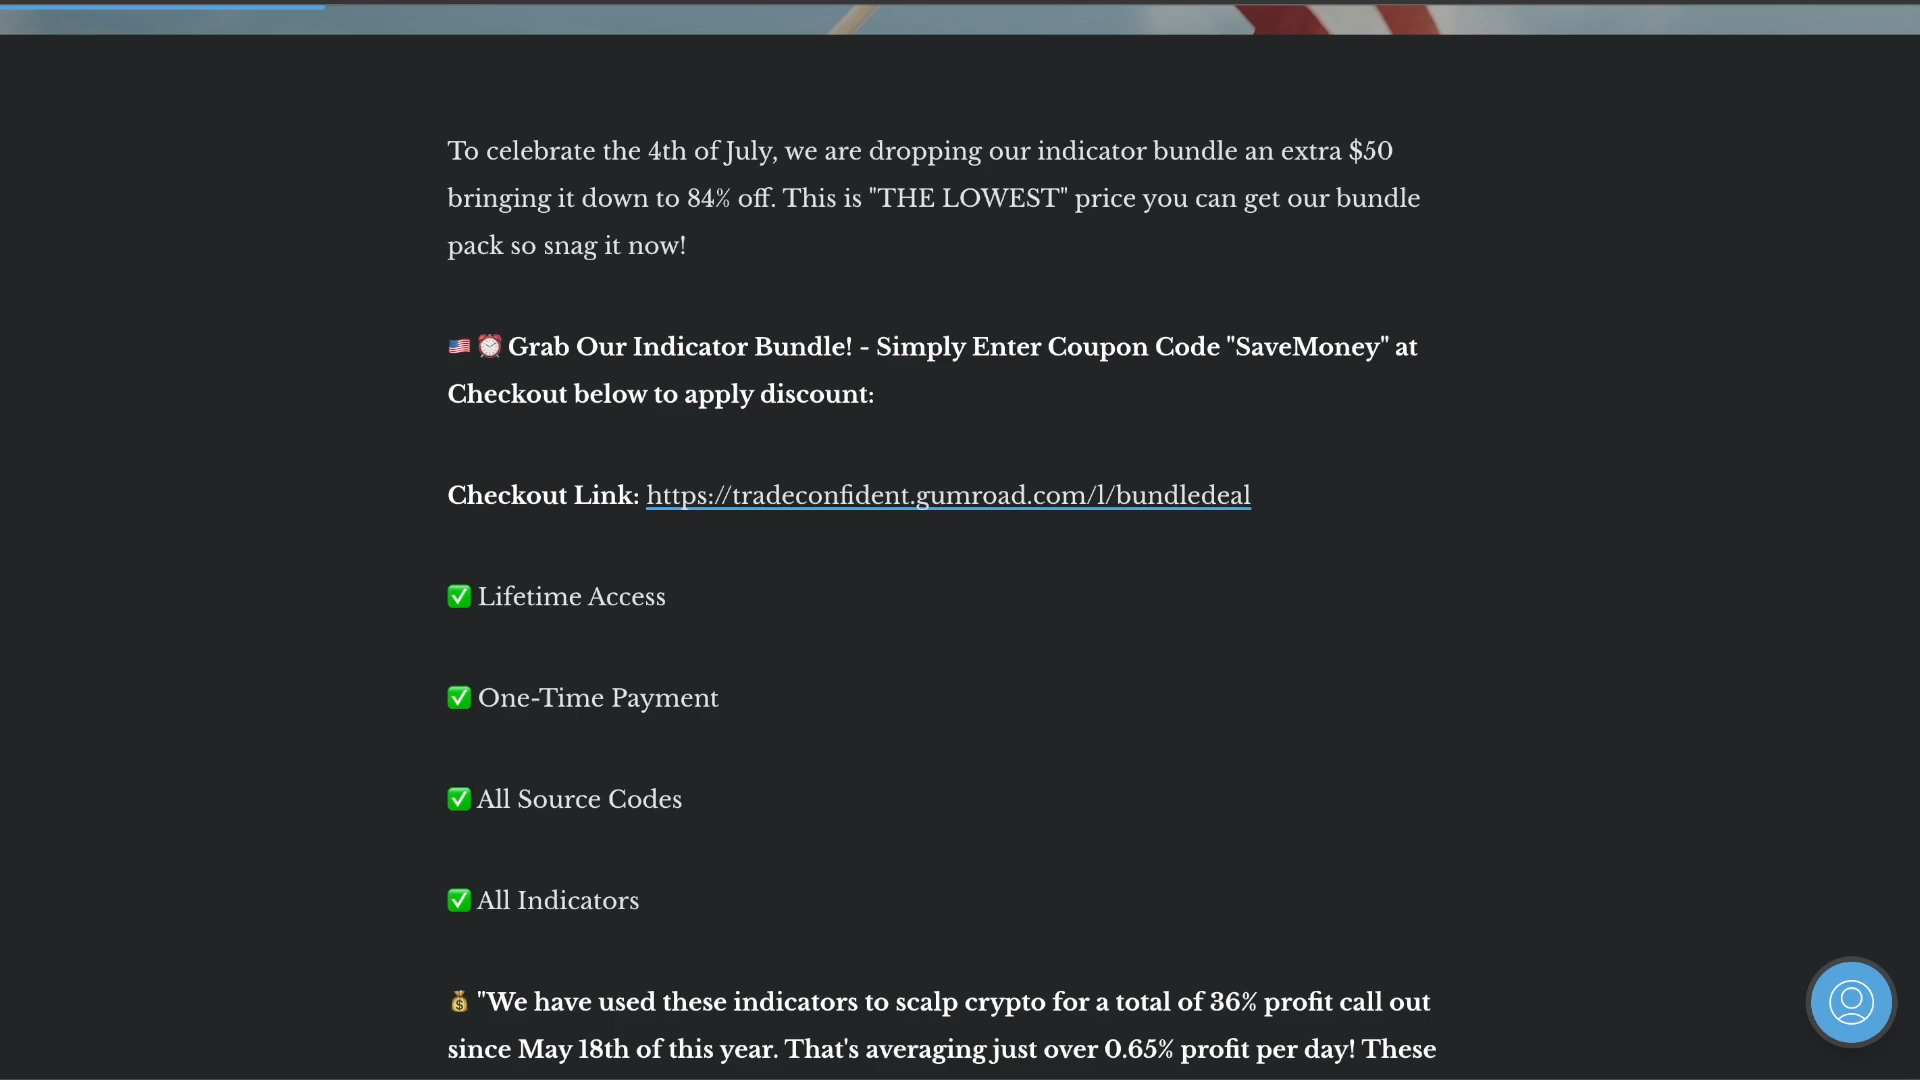 To celebrate the 4th of July, we are dropping our indicator bundle an extra $50
bringing it down to 84% off. This is "THE LOWEST" price you can get our bundle
pack so snag it now!
🇺🇸 ⏰ Grab Our Indicator Bundle! - Simply Enter Coupon Code "SaveMoney" at
Checkout below to apply discount:
Checkout Link: https://tradeconfident.gumroad.com/l/bundledeal
✅ Lifetime Access
✅ One-Time Payment
✅ All Source Codes
✅ All Indicators
💰 "We have used these indicators to scalp crypto for a total of 36% profit call out
since May 18th of this year. That's averaging just over 0.65% profit per day! These